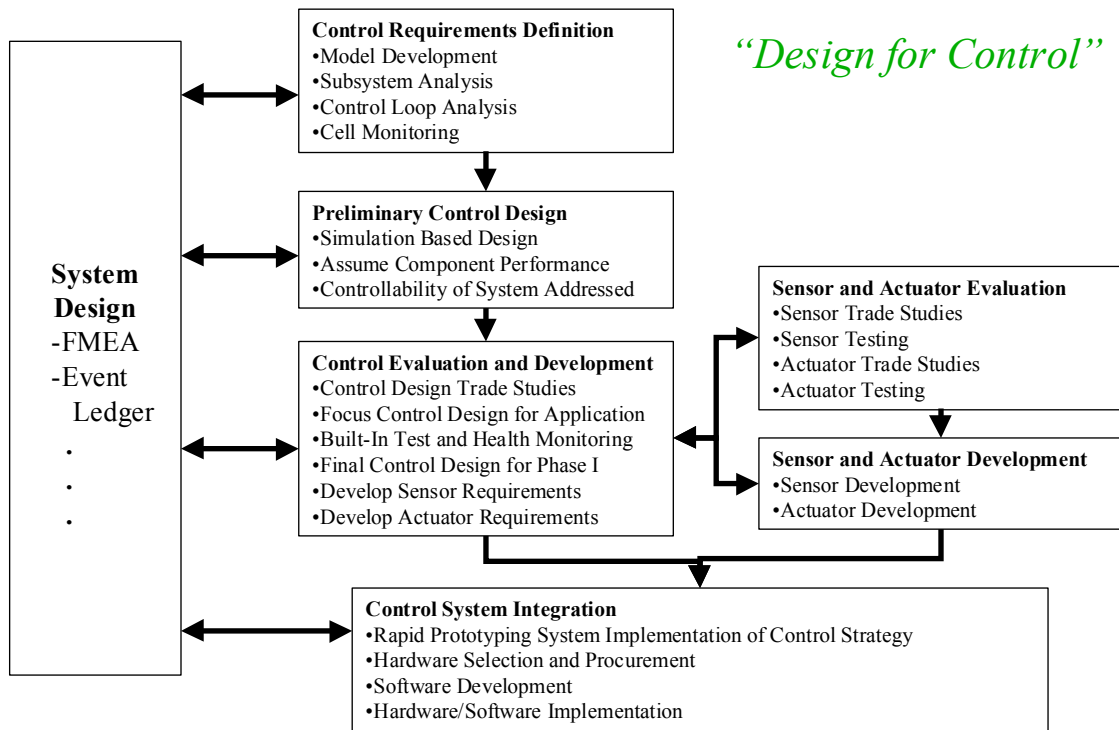 “Design for Control”
Control Requirements Definition
•Model Development
•Subsystem Analysis
•Control Loop Analysis
•Cell Monitoring
Preliminary Control Design
•Simulation Based Design
•Assume Component Performance
•Controllability of System Addressed
System
Design
-FMEA
-Event
Ledger
.
.
.
Control Evaluation and Development
•Control Design Trade Studies
•Focus Control Design for Application
•Built-In Test and Health Monitoring
•Final Control Design for Phase I
•Develop Sensor Requirements
•Develop Actuator Requirements
Sensor and Actuator Evaluation
•Sensor Trade Studies
•Sensor Testing
•Actuator Trade Studies
•Actuator Testing
Sensor and Actuator Development
•Sensor Development
•Actuator Development
Control System Integration
•Rapid Prototyping System Implementation of Control Strategy
•Hardware Selection and Procurement
•Software Development
•Hardware/Software Implementation